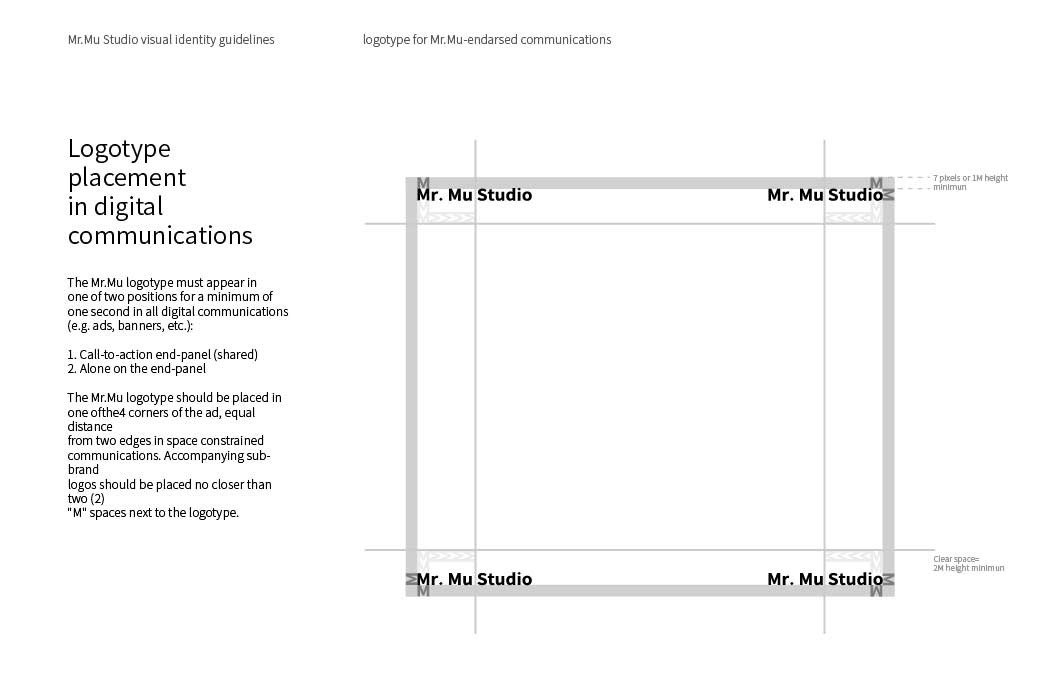 Mr.Mu Studio visual identity guidelines
logotype for Mr.Mu-endarsed communications
Logotype
placement
in digital
communications
The Mr.Mu logotype must appear in
one of two positions for a minimum of
one second in all digital communications
(e.g. ads, banners, etc.):
1. Call-to-action end-panel (shared)
2. Alone on the end-panel
The Mr.Mu logotype should be placed in
one ofthe4 corners of the ad, equal
distance
from two edges in space constrained
communications. Accompanying sub-
brand
logos should be placed no closer than
two (2)
"M" spaces next to the logotype.
M
M
Mr. Mu Studio
Mr. Mu Studio
M
7 pixels or 1M height
minimun
Clear space=
2M height minimun
M
Mr. Mu Studio
Mr. Mu Studio
M
M
M